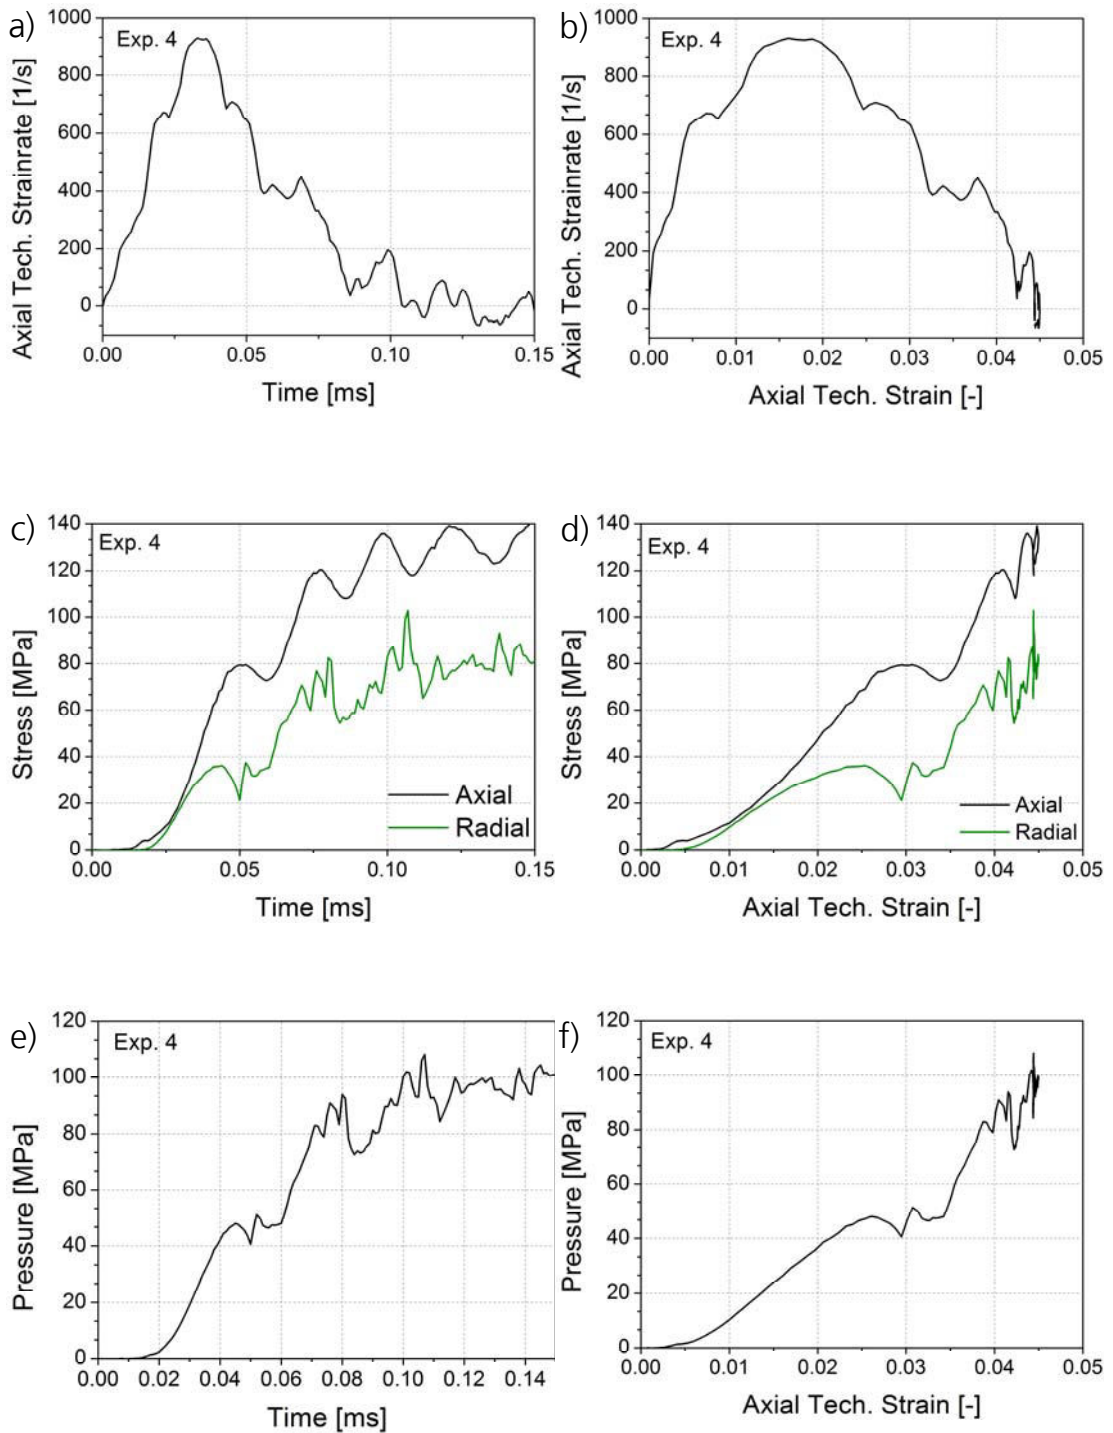 a)
Exp. 4
Axial Tech. Strainrate [1/s]
1000
800
600
400
200
0
0.00 0.05 0.10 0.15
Time [ms]
b)
Exp. 4
Axial Tech. Strainrate [1/s]
1000
800
600
400
200
0
0.00 0.01 0.02 0.03 0.04 0.05
Axial Tech. Strain [-]
c)
Exp. 4
Stress [MPa]
140
120
100
80
60
40
20
0
Axial
Radial
0.00 0.05 0.10 0.15
Time [ms]
d)
Exp. 4
Stress [MPa]
140
120
100
80
60
40
20
0
Axial
Radial
0.00 0.01 0.02 0.03 0.04 0.05
Axial Tech. Strain [-]
e)
Exp. 4
Pressure [MPa]
120
100
80
60
40
20
0
0.00 0.02 0.04 0.06 0.08 0.10 0.12 0.14
Time [ms]
f)
Exp. 4
Pressure [MPa]
120
100
80
60
40
20
0
0.00 0.01 0.02 0.03 0.04 0.05
Axial Tech. Strain [-]